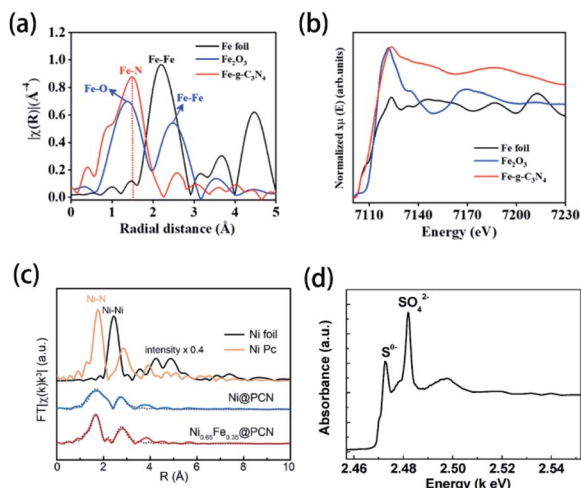 (a)
1.2
1.0
0.8
0.6
0.4
0.2
0.0
|χ(R)|(Å⁻⁴)
Fe-O
Fe-N
Fe-Fe
Fe-Fe
Fe foil
Fe₂O₃
Fe-g-C₃N₄
0 1 2 3 4 5
Radial distance (Å)
(b)
Normalized xμ (E) (arb.units)
Fe foil
Fe₂O₃
Fe-g-C₃N₄
7110 7140 7170 7200 7230
Energy (eV)
(c)
FT|χ(k)k³| (a.u.)
Ni-N
Ni-Ni
Ni foil
Ni Pc
intensity x 0.4
Ni@PCN
Ni₀.₆₅Fe₀.₃₅@PCN
0 2 4 6 8 10
R (Å)
(d)
Absorbance (a.u.)
S⁰⁻
SO₄²⁻
2.46 2.48 2.50 2.52 2.54
Energy (k eV)